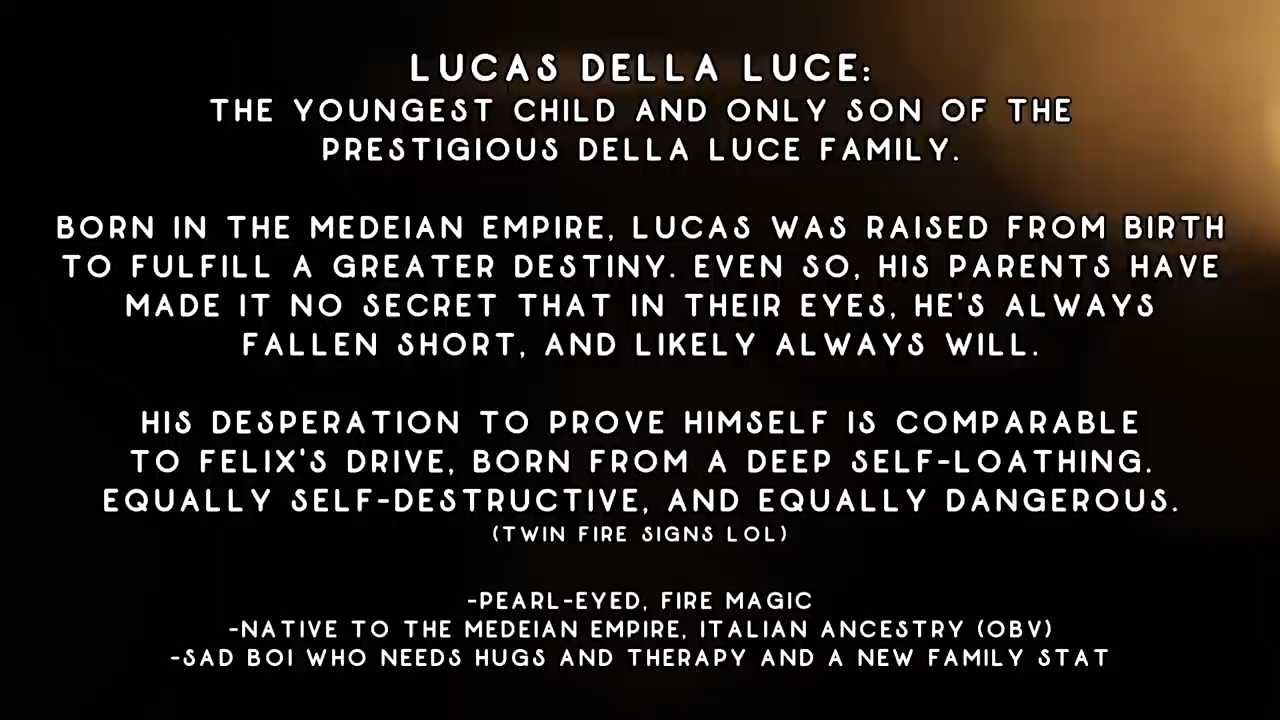 LUCAS DELLA LUCE:
THE YOUNGEST CHILD AND ONLY SON OF THE
PRESTIGIOUS DELLA LUCE FAMILY.
BORN IN THE MEDEIAN EMPIRE, LUCAS WAS RAISED FROM BIRTH
TO FULFILL A GREATER DESTINY. EVEN SO, HIS PARENTS HAVE
MADE IT NO SECRET THAT IN THEIR EYES, HE'S ALWAYS
FALLEN SHORT, AND LIKELY ALWAYS WILL.
HIS DESPERATION TO PROVE HIMSELF IS COMPARABLE
TO FELIX'S DRIVE, BORN FROM A DEEP SELF-LOATHING.
EQUALLY SELF-DESTRUCTIVE, AND EQUALLY DANGEROUS.
(TWIN FIRE SIGNS LOL)
-PEARL-EYED, FIRE MAGIC
-NATIVE TO THE MEDEIAN EMPIRE, ITALIAN ANCESTRY (OBV)
-SAD BOI WHO NEEDS HUGS AND THERAPY AND A NEW FAMILY STAT